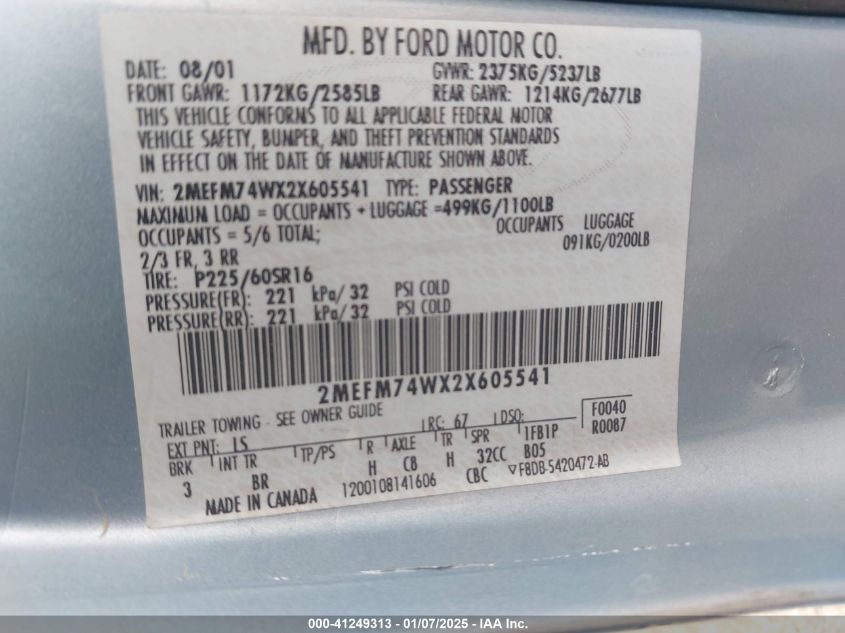 MFD. BY FORD MOTOR CO.
DATE: 08/01 GVWR: 2375KG/5237LB
FRONT GAWR: 1172KG/2585LB REAR GAWR: 1214KG/2677LB
THIS VEHICLE CONFORMS TO ALL APPLICABLE FEDERAL MOTOR
VEHICLE SAFETY, BUMPER, AND THEFT PREVENTION STANDARDS
IN EFFECT ON THE DATE OF MANUFACTURE SHOWN ABOVE.
VIN: 2MEFM74WX2X605541 TYPE: PASSENGER
MAXIMUM LOAD = OCCUPANTS + LUGGAGE =499KG/1100LB
OCCUPANTS = 5/6 TOTAL; OCCUPANTS LUGGAGE
2/3 FR, 3 RR 091KG/0200LB
TIRE: P225/60SR16
PRESSURE(FR): 221 kPa/ 32 PSI COLD
PRESSURE(RR): 221 kPa/ 32 PSI COLD
2MEFM74WX2X605541
TRAILER TOWING - SEE OWNER GUIDE
EXT PNT: LS RC: 67 DSO: F0040
BRK INT TR TP/PS R AXLE TR SPR 1FB1P R0087
3 BR H C8 H 32CC B05
MADE IN CANADA 1200108141606 CBC F8DB-5420472-AB
000-41249313 - 01/07/2025 - IAA Inc.